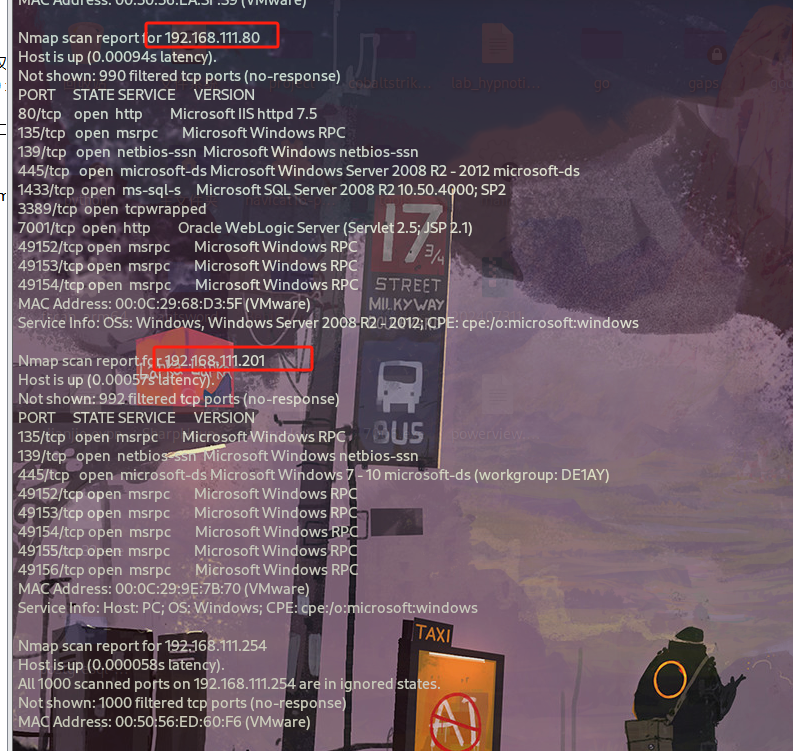 MAC Address: 00:50:56:EA:5F:S9 (VMware)
Nmap scan report for 192.168.111.80
Host is up (0.00094s latency).
Not shown: 990 filtered tcp ports (no-response)
PORT STATE SERVICE VERSION
80/tcp open http Microsoft IIS httpd 7.5
135/tcp open msrpc Microsoft Windows RPC
139/tcp open netbios-ssn Microsoft Windows netbios-ssn
445/tcp open microsoft-ds Microsoft Windows Server 2008 R2 - 2012 microsoft-ds
1433/tcp open ms-sql-s Microsoft SQL Server 2008 R2 10.50.4000; SP2
3389/tcp open tcpwrapped
7001/tcp open http Oracle WebLogic Server (Servlet 2.5; JSP 2.1)
49152/tcp open msrpc Microsoft Windows RPC
49153/tcp open msrpc Microsoft Windows RPC
49154/tcp open msrpc Microsoft Windows RPC
MAC Address: 00:0C:29:68:D3:5F (VMware)
Service Info: OSs: Windows, Windows Server 2008 R2 - 2012; CPE: cpe:/o:microsoft:windows
Nmap scan report for 192.168.111.201
Host is up (0.00057s latency).
Not shown: 992 filtered tcp ports (no-response)
PORT STATE SERVICE VERSION
135/tcp open msrpc Microsoft Windows RPC
139/tcp open netbios-ssn Microsoft Windows netbios-ssn
445/tcp open microsoft-ds Microsoft Windows 7 - 10 microsoft-ds (workgroup: DE1AY)
49152/tcp open msrpc Microsoft Windows RPC
49153/tcp open msrpc Microsoft Windows RPC
49154/tcp open msrpc Microsoft Windows RPC
49155/tcp open msrpc Microsoft Windows RPC
49156/tcp open msrpc Microsoft Windows RPC
MAC Address: 00:0C:29:9E:7B:70 (VMware)
Service Info: Host: PC; OS: Windows; CPE: cpe:/o:microsoft:windows
Nmap scan report for 192.168.111.254
Host is up (0.000058s latency).
All 1000 scanned ports on 192.168.111.254 are in ignored states.
Not shown: 1000 filtered tcp ports (no-response)
MAC Address: 00:50:56:ED:60:F6 (VMware)
obaltstrik...
lab_hypnoti...
go
gaps
17 3/4
STREET
MILKYWAY
BUS
powerview...
TAXI